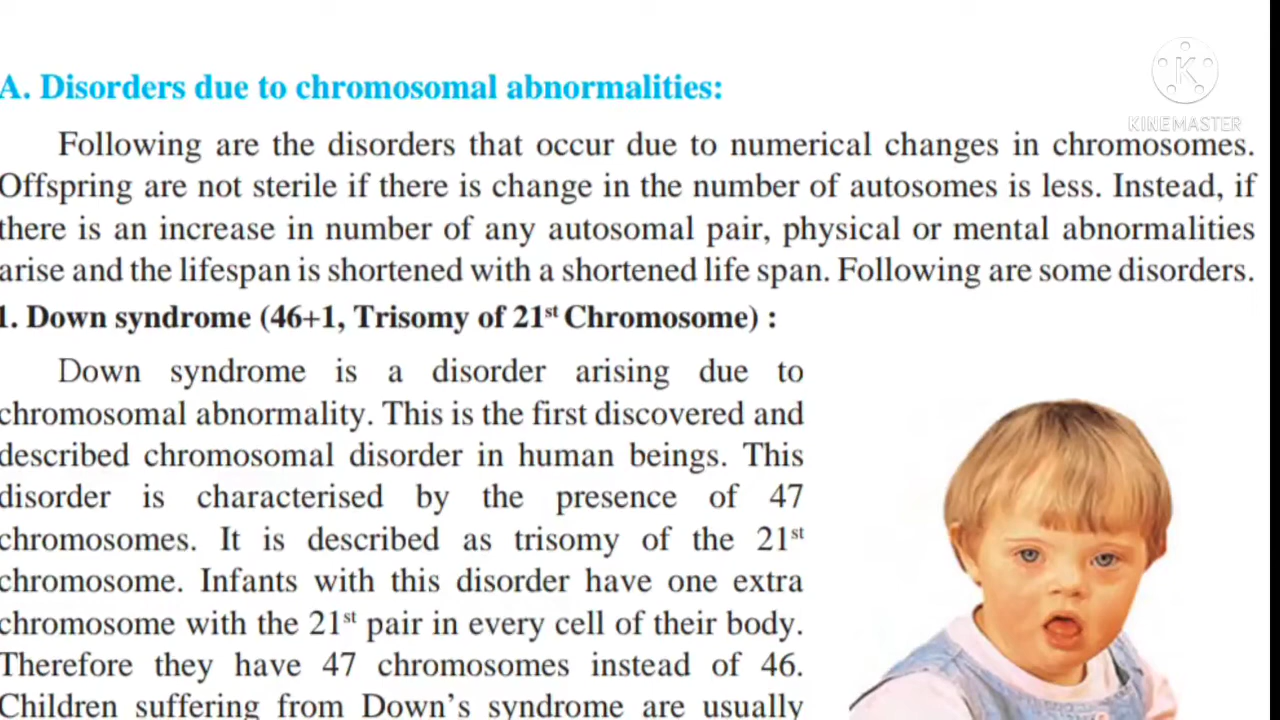 A. Disorders due to chromosomal abnormalities:
KINEMASTER
Following are the disorders that occur due to numerical changes in chromosomes.
Offspring are not sterile if there is change in the number of autosomes is less. Instead, if
there is an increase in number of any autosomal pair, physical or mental abnormalities
arise and the lifespan is shortened with a shortened life span. Following are some disorders.
1. Down syndrome (46+1, Trisomy of 21st Chromosome) :
Down syndrome is a disorder arising due to
chromosomal abnormality. This is the first discovered and
described chromosomal disorder in human beings. This
disorder is characterised by the presence of 47
chromosomes. It is described as trisomy of the 21st
chromosome. Infants with this disorder have one extra
chromosome with the 21st pair in every cell of their body.
Therefore they have 47 chromosomes instead of 46.
Children suffering from Down's syndrome are usually